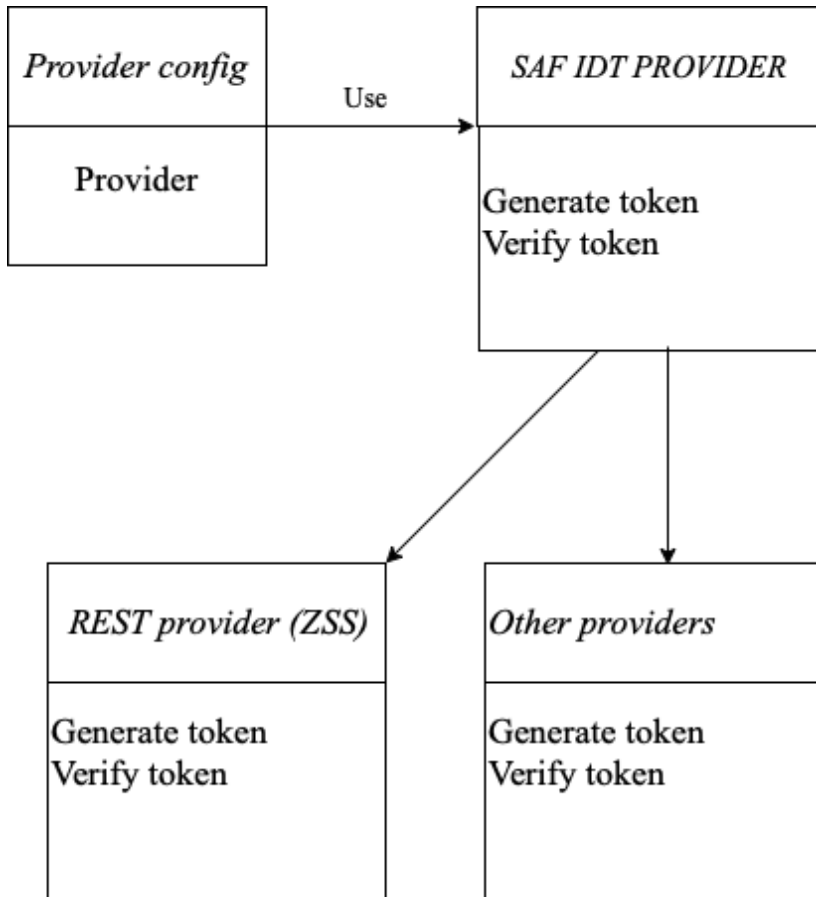 Provider config
Use
SAF IDT PROVIDER
Provider
Generate token
Verify token
REST provider (ZSS)
Other providers
Generate token
Verify token
Generate token
Verify token